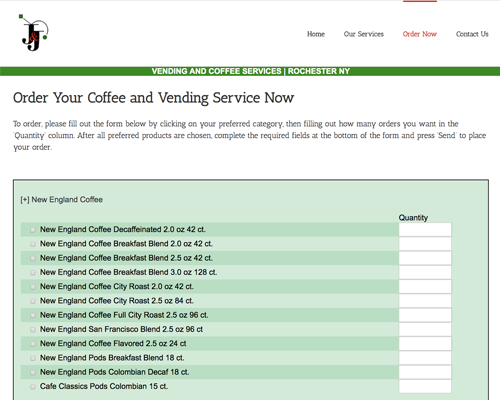 J&J
Home Our Services Order Now Contact Us
VENDING AND COFFEE SERVICES | ROCHESTER NY
Order Your Coffee and Vending Service Now
To order, please fill out the form below by clicking on your preferred category, then filling out how many orders you want in the
'Quantity' column. After all preferred products are chosen, complete the required fields at the bottom of the form and press 'Send' to place
your order.
[+] New England Coffee
Quantity
New England Coffee Decaffeinated 2.0 oz 42 ct.
New England Coffee Breakfast Blend 2.0 oz 42 ct.
New England Coffee Breakfast Blend 2.5 oz 42 ct.
New England Coffee Breakfast Blend 3.0 oz 128 ct.
New England Coffee City Roast 2.0 oz 42 ct.
New England Coffee City Roast 2.5 oz 84 ct.
New England Coffee Full City Roast 2.5 oz 96 ct.
New England San Francisco Blend 2.5 oz 96 ct
New England Coffee Flavored 2.5 oz 24 ct
New England Pods Breakfast Blend 18 ct.
New England Pods Colombian Decaf 18 ct.
Cafe Classics Pods Colombian 15 ct.